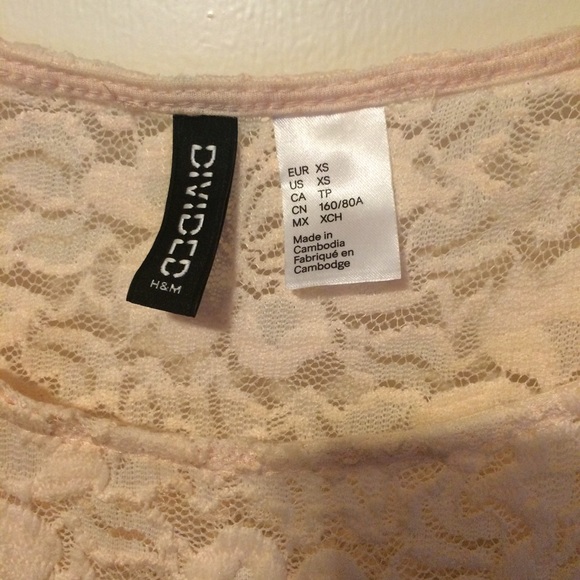 DIVIDED
H&M
EUR XS
US XS
CA TP
CN 160/80A
MX XCH
Made in
Cambodia
Fabriqué en
Cambodge